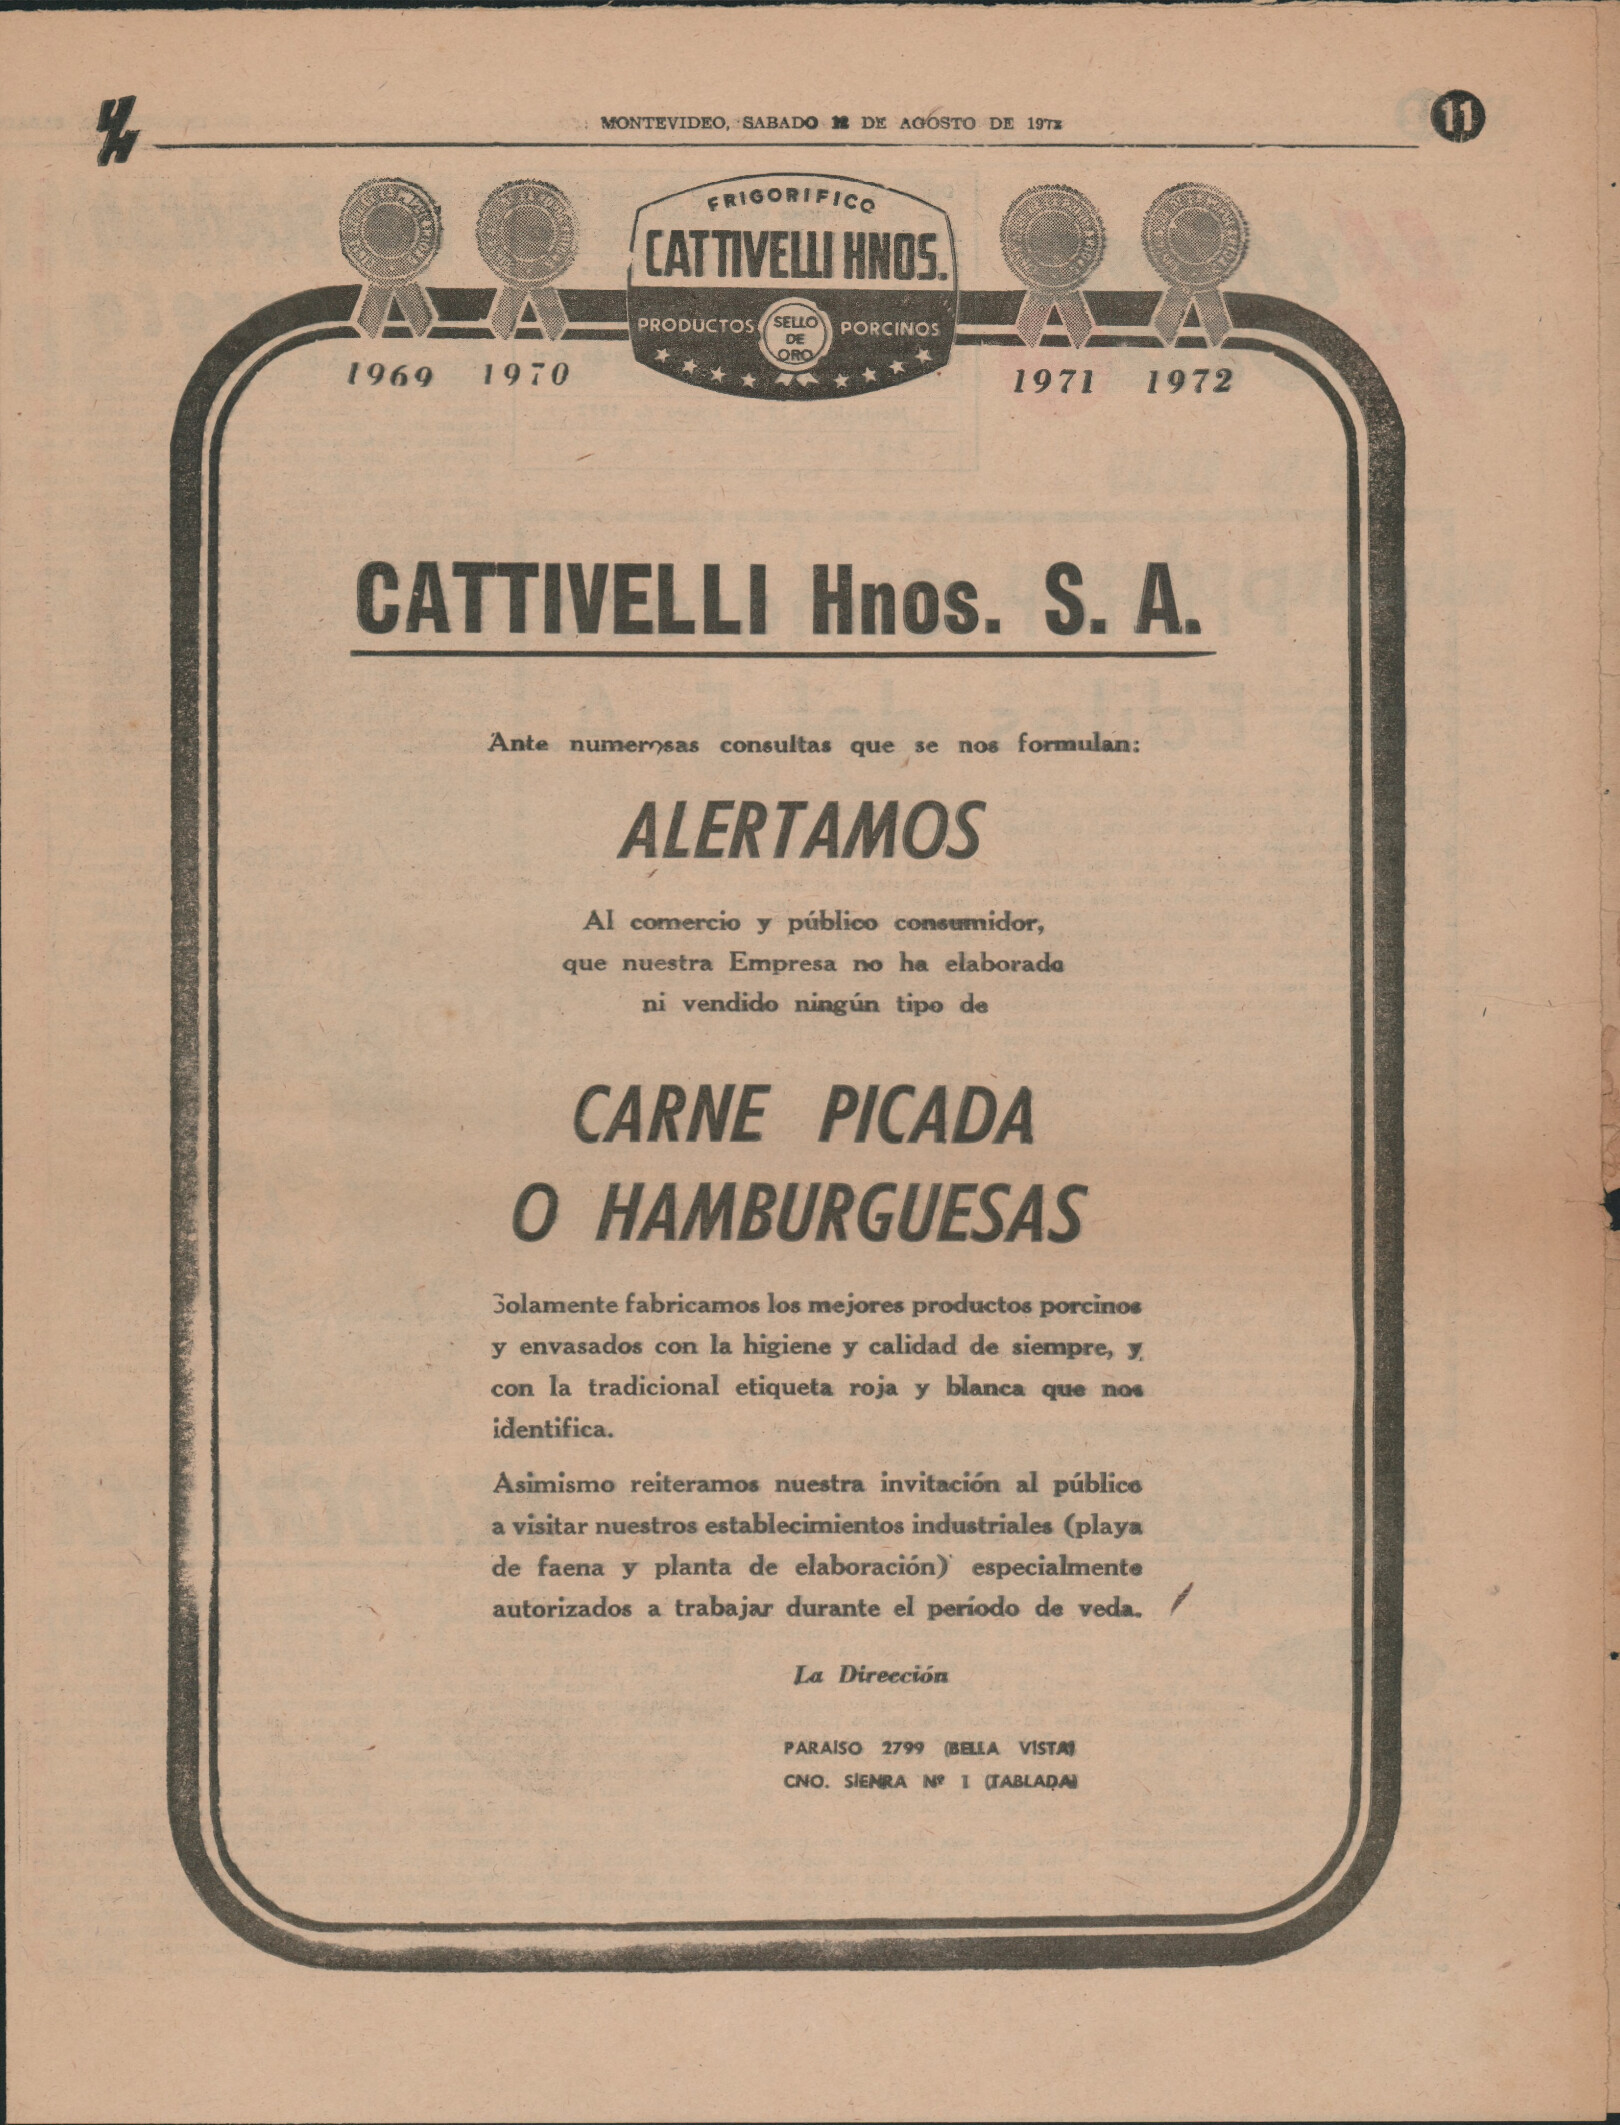 MONTEVIDEO, SABADO 12 DE AGOSTO DE 1972
11
FRIGORIFICO
CATTIVELLI HNOS.
PRODUCTOS
SELLO
DE
ORO
PORCINOS
1969
1970
1971
1972
CATTIVELLI Hnos. S. A.
Ante numerosas consultas que se nos formulan:
ALERTAMOS
Al comercio y público consumidor,
que nuestra Empresa no ha elaborado
ni vendido ningún tipo de
CARNE PICADA
O HAMBURGUESAS
Solamente fabricamos los mejores productos porcinos
y envasados con la higiene y calidad de siempre, y
con la tradicional etiqueta roja y blanca que nos
identifica.
Asimismo reiteramos nuestra invitación al público
a visitar nuestros establecimientos industriales (playa
de faena y planta de elaboración) especialmente
autorizados a trabajar durante el período de veda.
La Dirección
PARAISO 2799 (BELLA VISTA)
CNO. SIENRA Nº 1 (TABLADA)